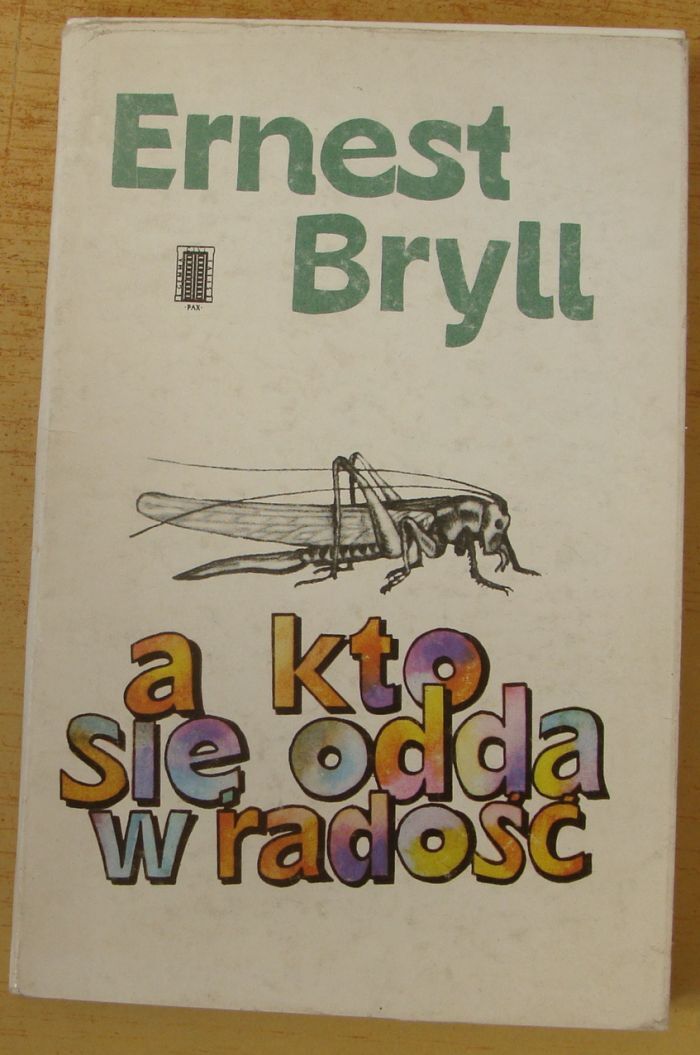 Ernest
Bryll
·PAX·
a kto
się odda
w radość